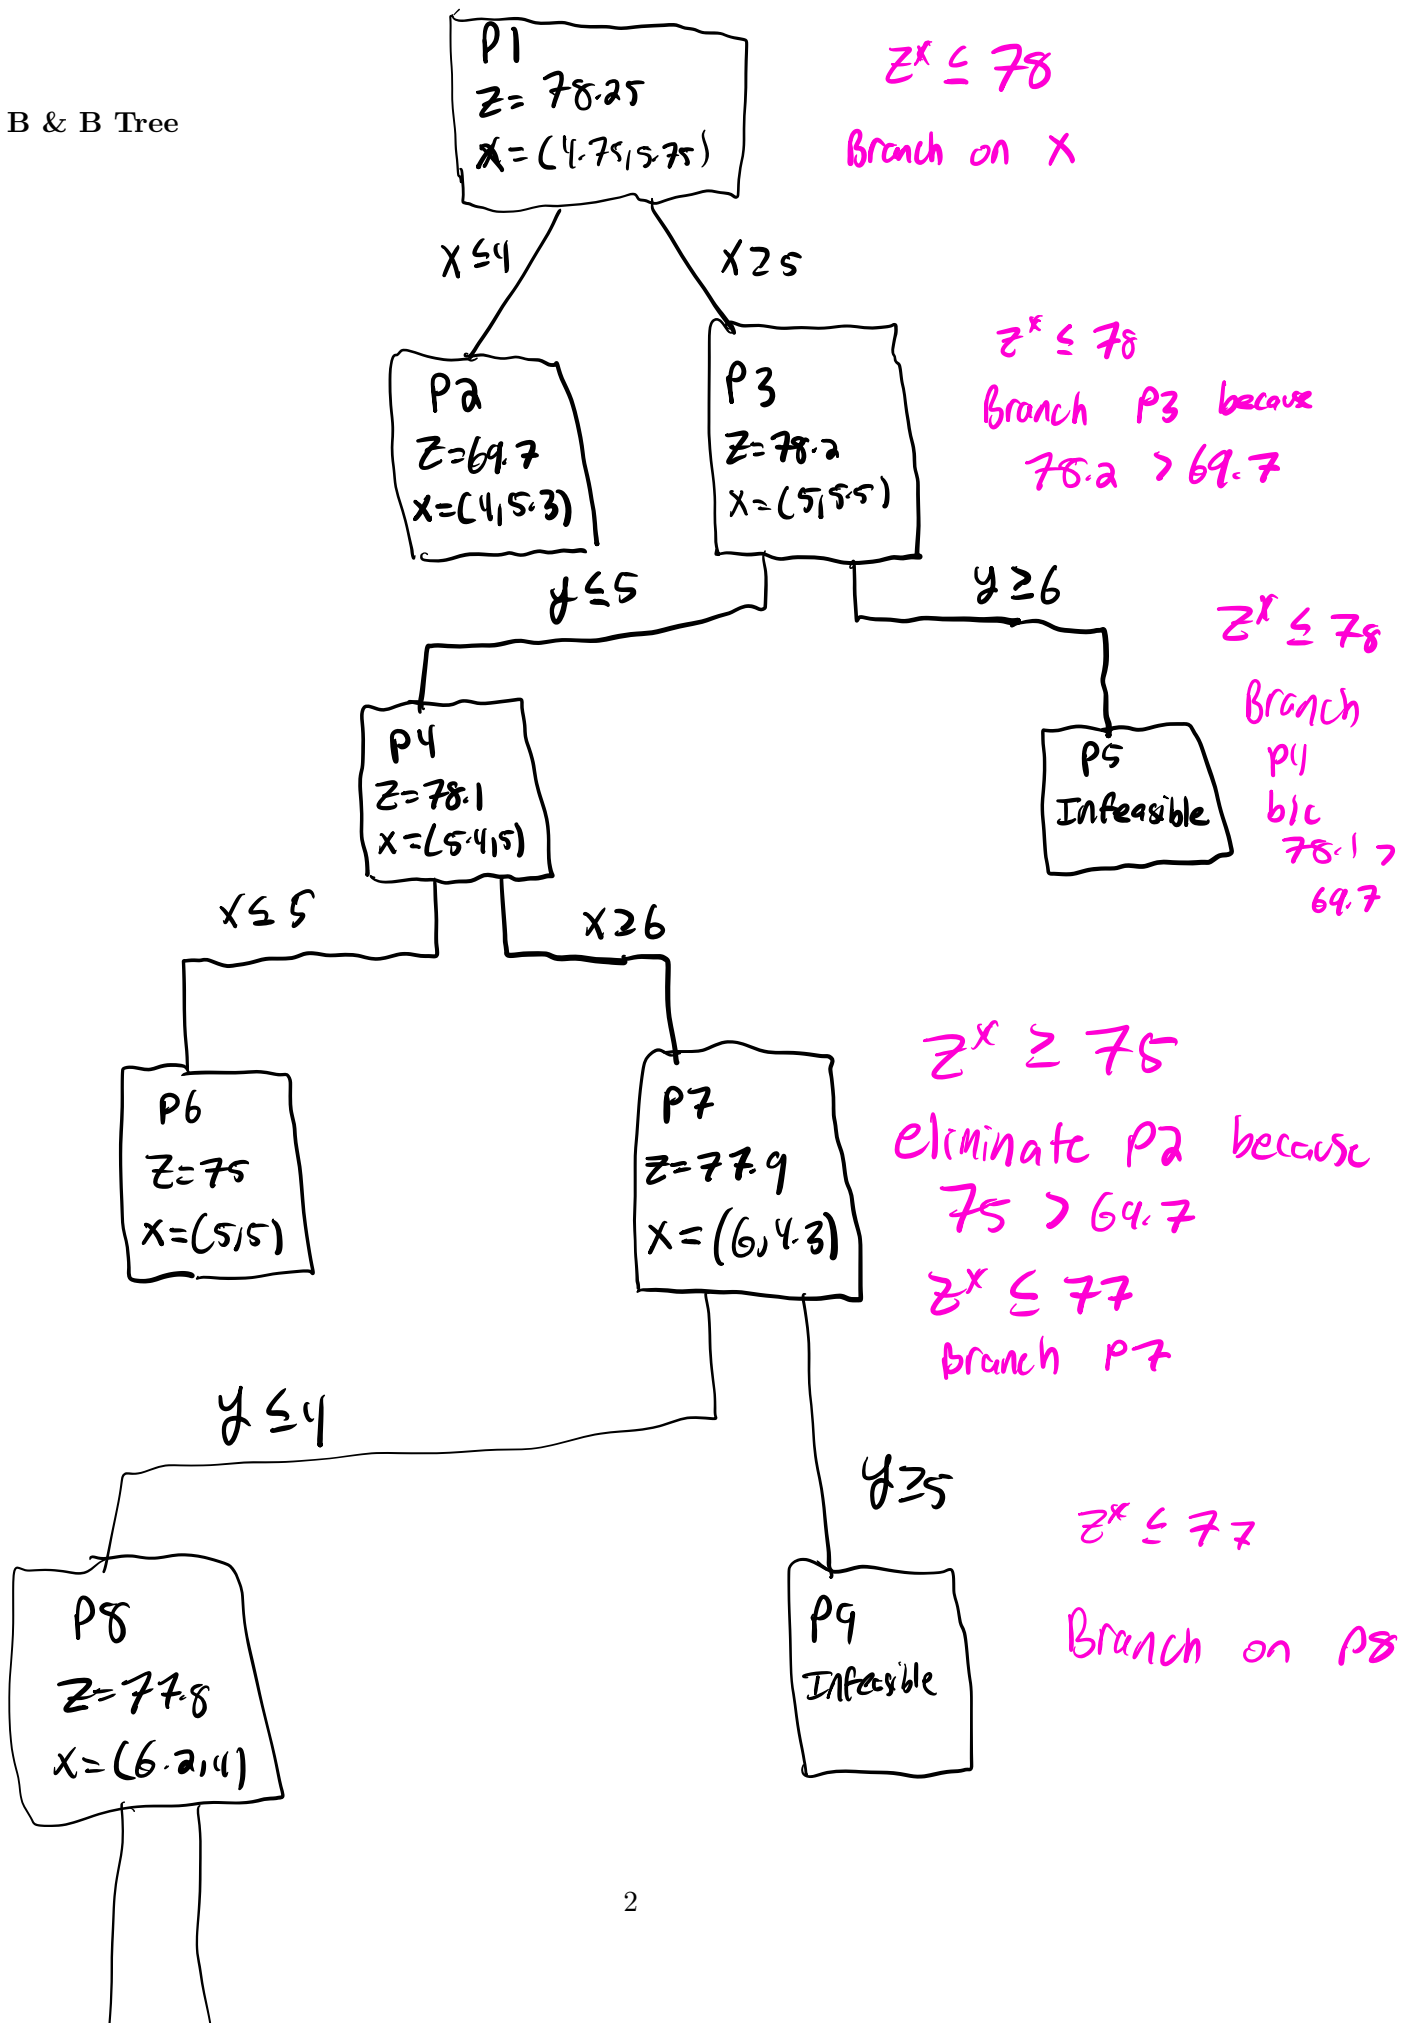 B & B Tree
P1
Z = 78.25
X = (4.75, 5.75)
Z* ≤ 78
Branch on X
X ≤ 4
X ≥ 5
P2
Z = 69.7
X = (4, 5.3)
P3
Z = 78.2
X = (5, 5.5)
Z* ≤ 78
Branch P3 because
78.2 > 69.7
y ≤ 5
y ≥ 6
P4
Z = 78.1
X = (5.4, 5)
P5
Infeasible
Z* ≤ 78
Branch
P4
b/c
78.1 >
69.7
X ≤ 5
X ≥ 6
P6
Z = 75
X = (5, 5)
P7
Z = 77.9
X = (6, 4.3)
Z* ≥ 75
eliminate P2 because
75 > 69.7
Z* ≤ 77
Branch P7
y ≤ 4
y ≥ 5
P8
Z = 77.8
X = (6.2, 4)
P9
Infeasible
Z* ≤ 77
Branch on P8
2